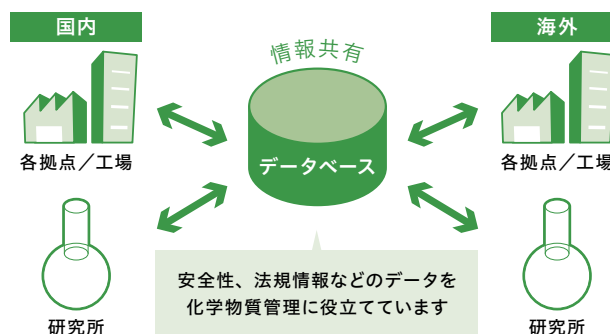 国内
各拠点／工場
研究所
情報共有
データベース
安全性、法規情報などのデータを
化学物質管理に役立てています
海外
各拠点／工場
研究所